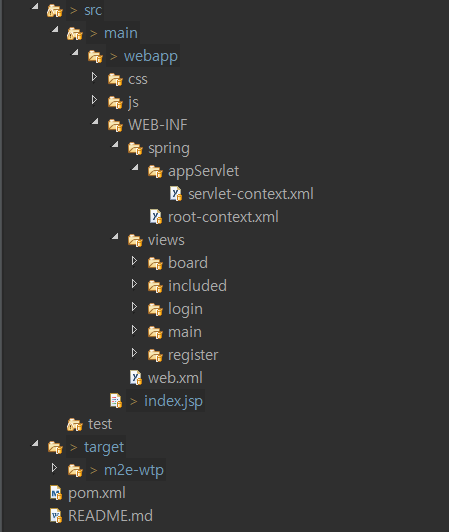 > src
> main
> webapp
css
js
WEB-INF
spring
appServlet
servlet-context.xml
root-context.xml
views
board
included
login
main
register
web.xml
> index.jsp
test
> target
> m2e-wtp
pom.xml
README.md